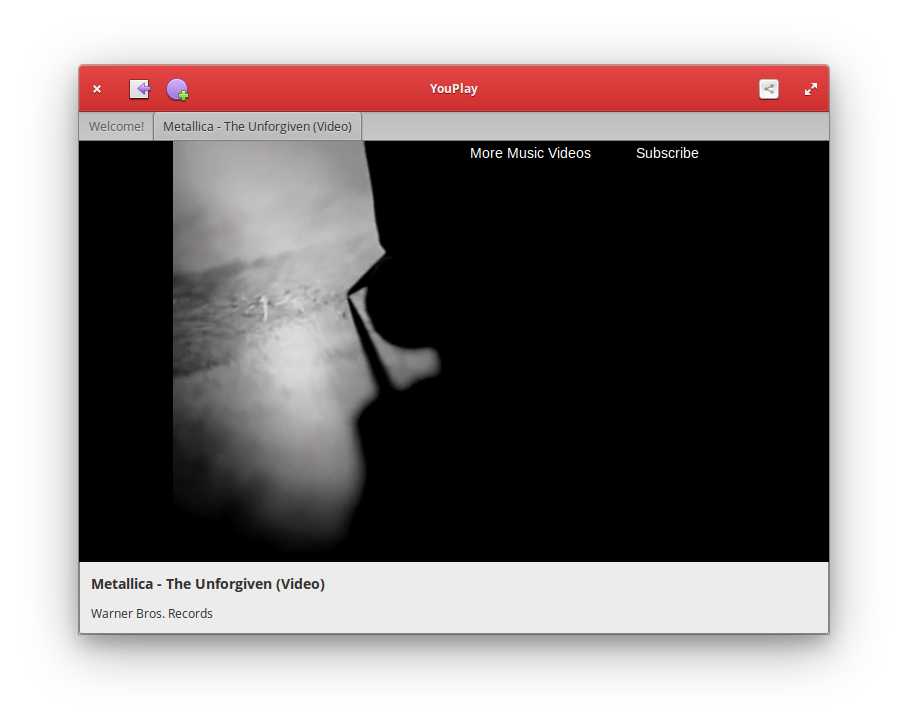 YouPlay
Welcome!
Metallica - The Unforgiven (Video)
More Music Videos
Subscribe
Metallica - The Unforgiven (Video)
Warner Bros. Records